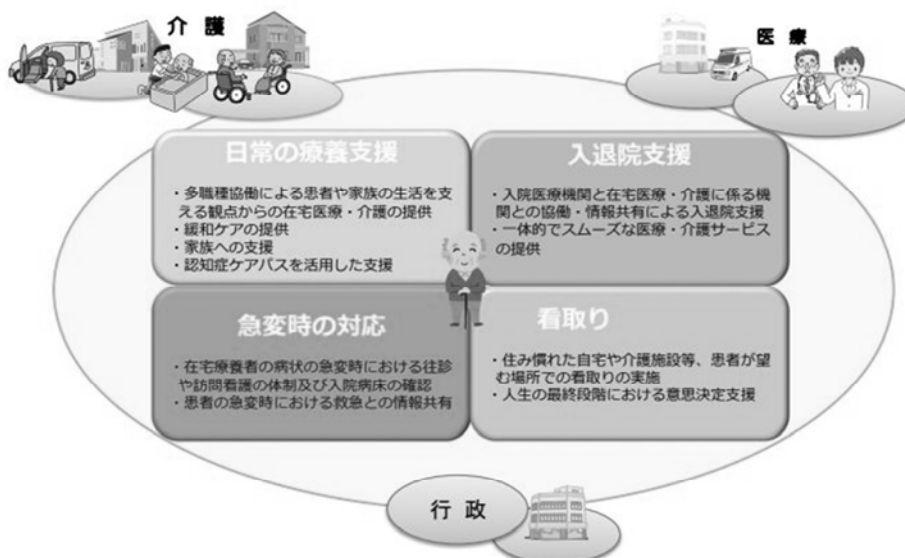 介護
医療
日常の療養支援
・多職種協働による患者や家族の生活を支
える観点からの在宅医療・介護の提供
・緩和ケアの提供
・家族への支援
・認知症ケアパスを活用した支援
入退院支援
・入院医療機関と在宅医療・介護に係る機
関との協働・情報共有による入退院支援
・一体的でスムーズな医療・介護サービス
の提供
急変時の対応
・在宅療養者の病状の急変時における往診
や訪問看護の体制及び入院病床の確認
・患者の急変時における救急との情報共有
看取り
・住み慣れた自宅や介護施設等、患者が望
む場所での看取りの実施
・人生の最終段階における意思決定支援
行政